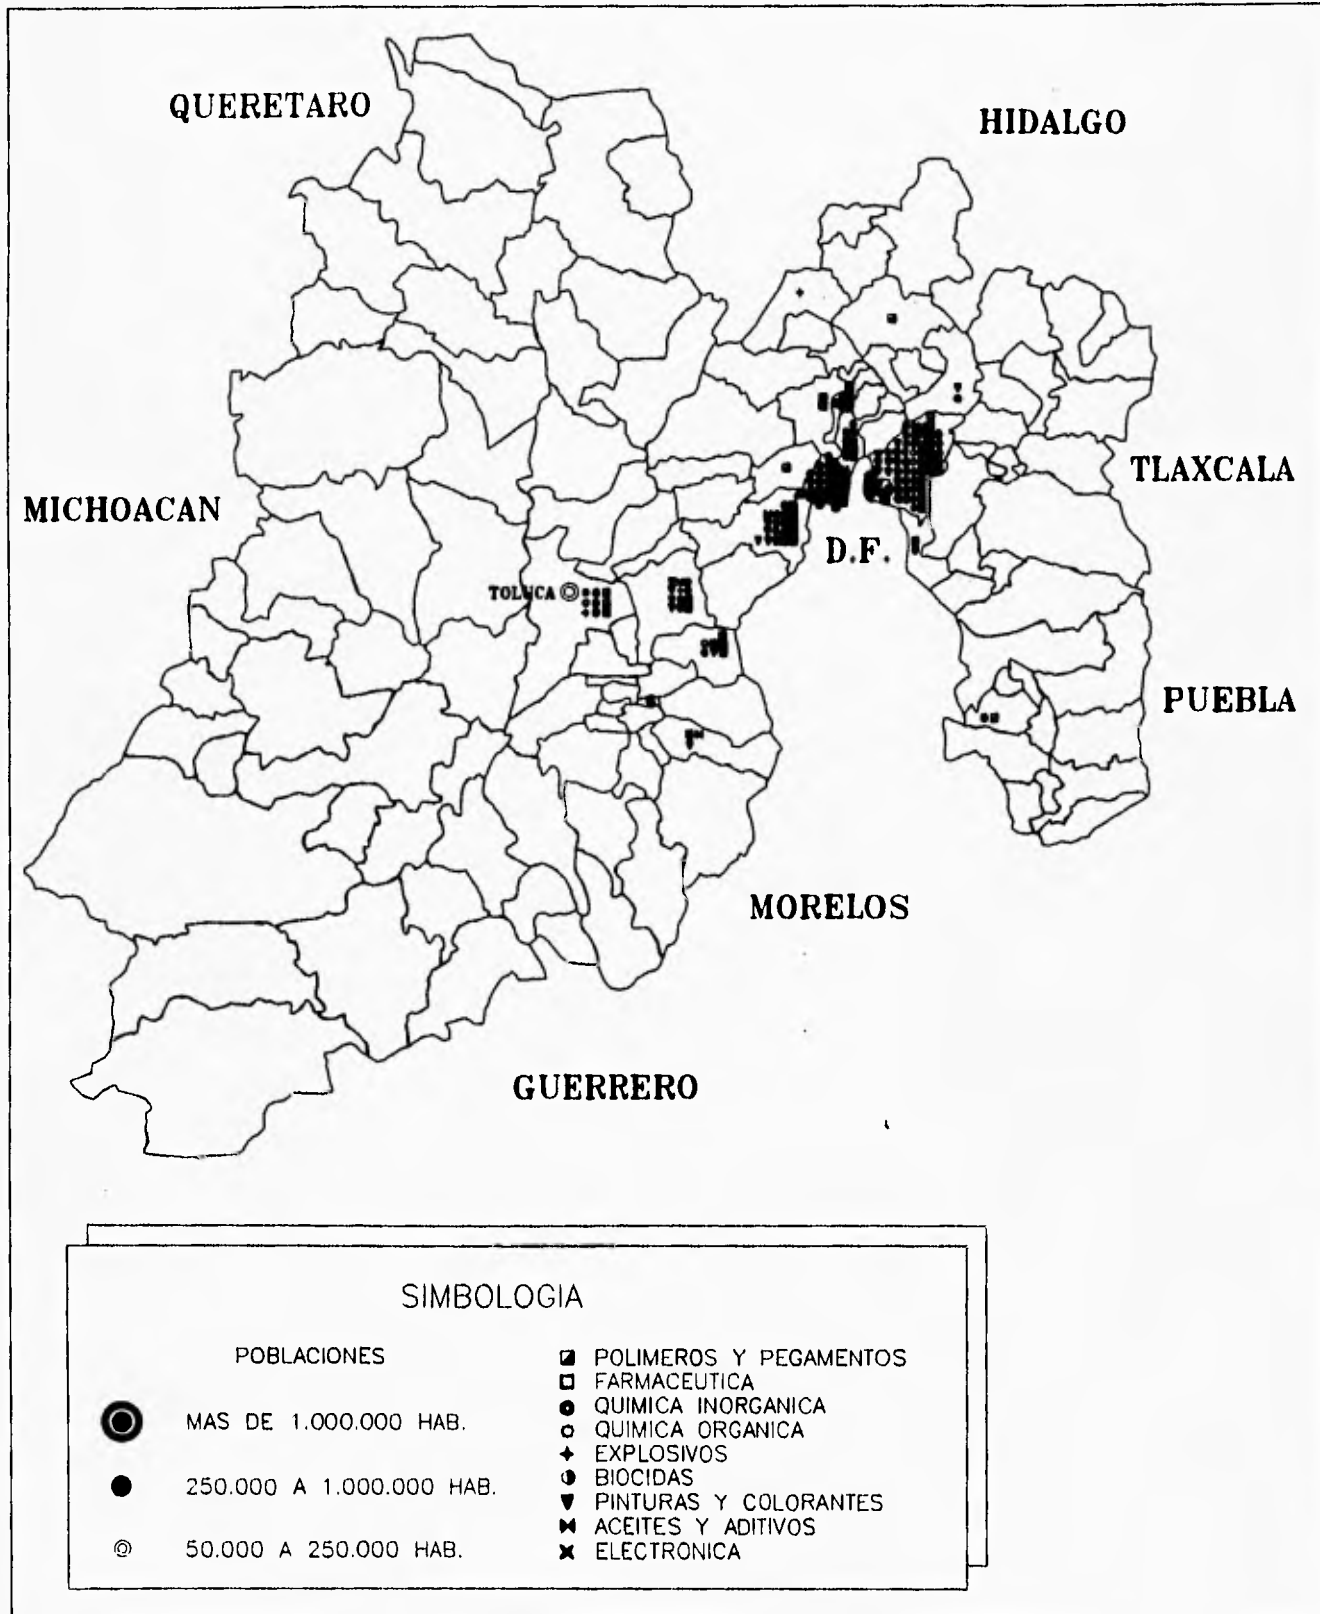 QUERETARO
HIDALGO
TLAXCALA
MICHOACAN
D.F.
TOLUCA
PUEBLA
MORELOS
GUERRERO
SIMBOLOGIA
POBLACIONES
MAS DE 1.000.000 HAB.
250.000 A 1.000.000 HAB.
50.000 A 250.000 HAB.
POLIMEROS Y PEGAMENTOS
FARMACEUTICA
QUIMICA INORGANICA
QUIMICA ORGANICA
EXPLOSIVOS
BIOCIDAS
PINTURAS Y COLORANTES
ACEITES Y ADITIVOS
ELECTRONICA